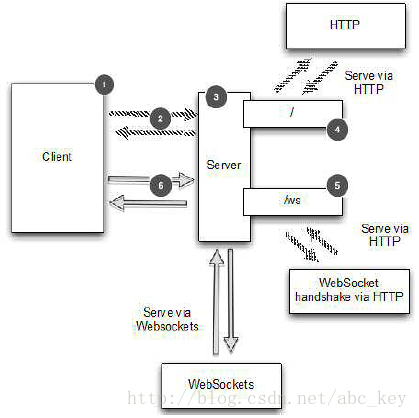 HTTP
1
3
Serve via
HTTP
2
/
4
Client
Server
6
5
/ws
Serve via
HTTP
WebSocket
handshake via HTTP
Serve via
Websockets
WebSockets
http://blog.csdn.net/abc_key